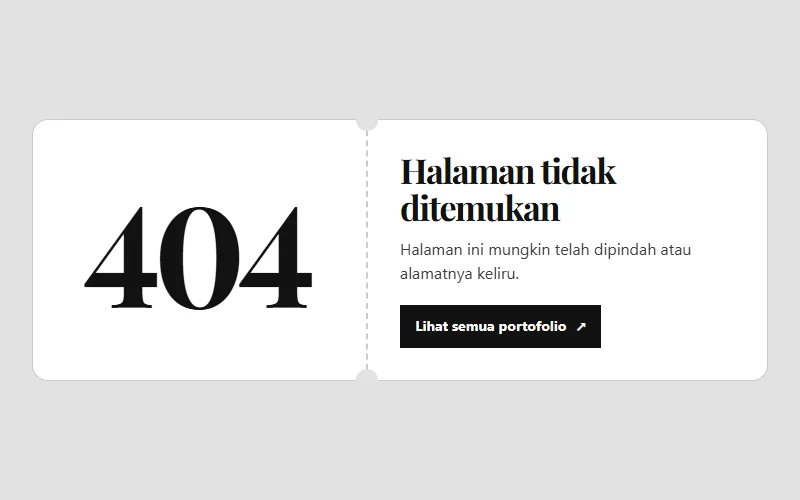 404
Halaman tidak
ditemukan
Halaman ini mungkin telah dipindah atau
alamatnya keliru.
Lihat semua portofolio ↗